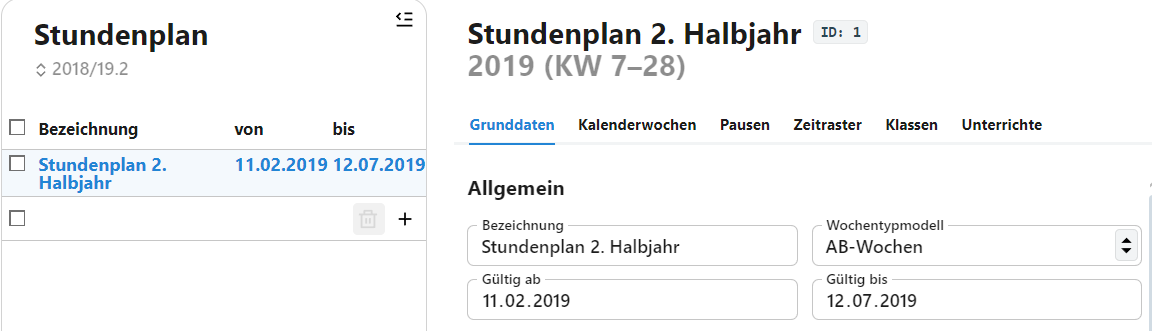 Stundenplan
2018/19.2
Bezeichnung von bis
Stundenplan 2. 11.02.2019 12.07.2019
Halbjahr
Stundenplan 2. Halbjahr ID: 1
2019 (KW 7–28)
Grunddaten Kalenderwochen Pausen Zeitraster Klassen Unterrichte
Allgemein
Bezeichnung Wochentypmodell
Stundenplan 2. Halbjahr AB-Wochen
Gültig ab Gültig bis
11.02.2019 12.07.2019